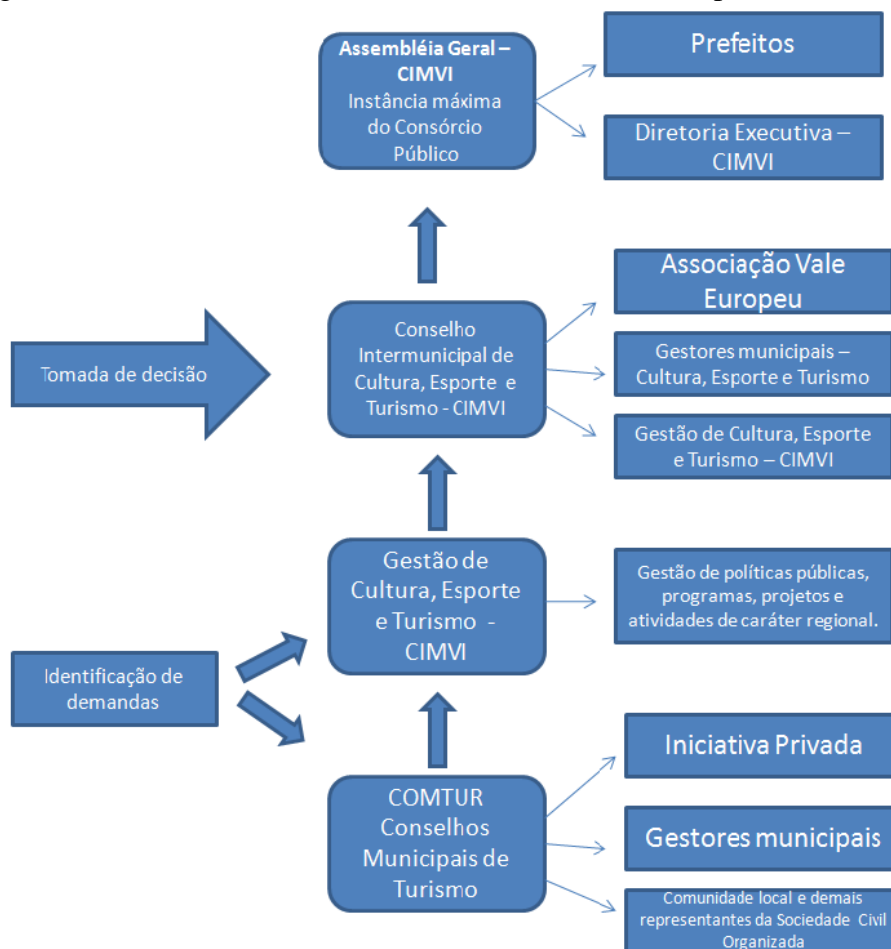 Assembléia Geral –
CIMVI
Instância máxima
do Consórcio
Público
Prefeitos
Diretoria Executiva –
CIMVI
Tomada de decisão
Conselho
Intermunicipal de
Cultura, Esporte e
Turismo - CIMVI
Associação Vale
Europeu
Gestores municipais –
Cultura, Esporte e Turismo
Gestão de Cultura, Esporte
e Turismo – CIMVI
Gestão de
Cultura, Esporte
e Turismo -
CIMVI
Gestão de políticas públicas,
programas, projetos e
atividades de caráter regional.
Identificação de
demandas
COMTUR
Conselhos
Municipais de
Turismo
Iniciativa Privada
Gestores municipais
Comunidade local e demais
representantes da Sociedade Civil
Organizada